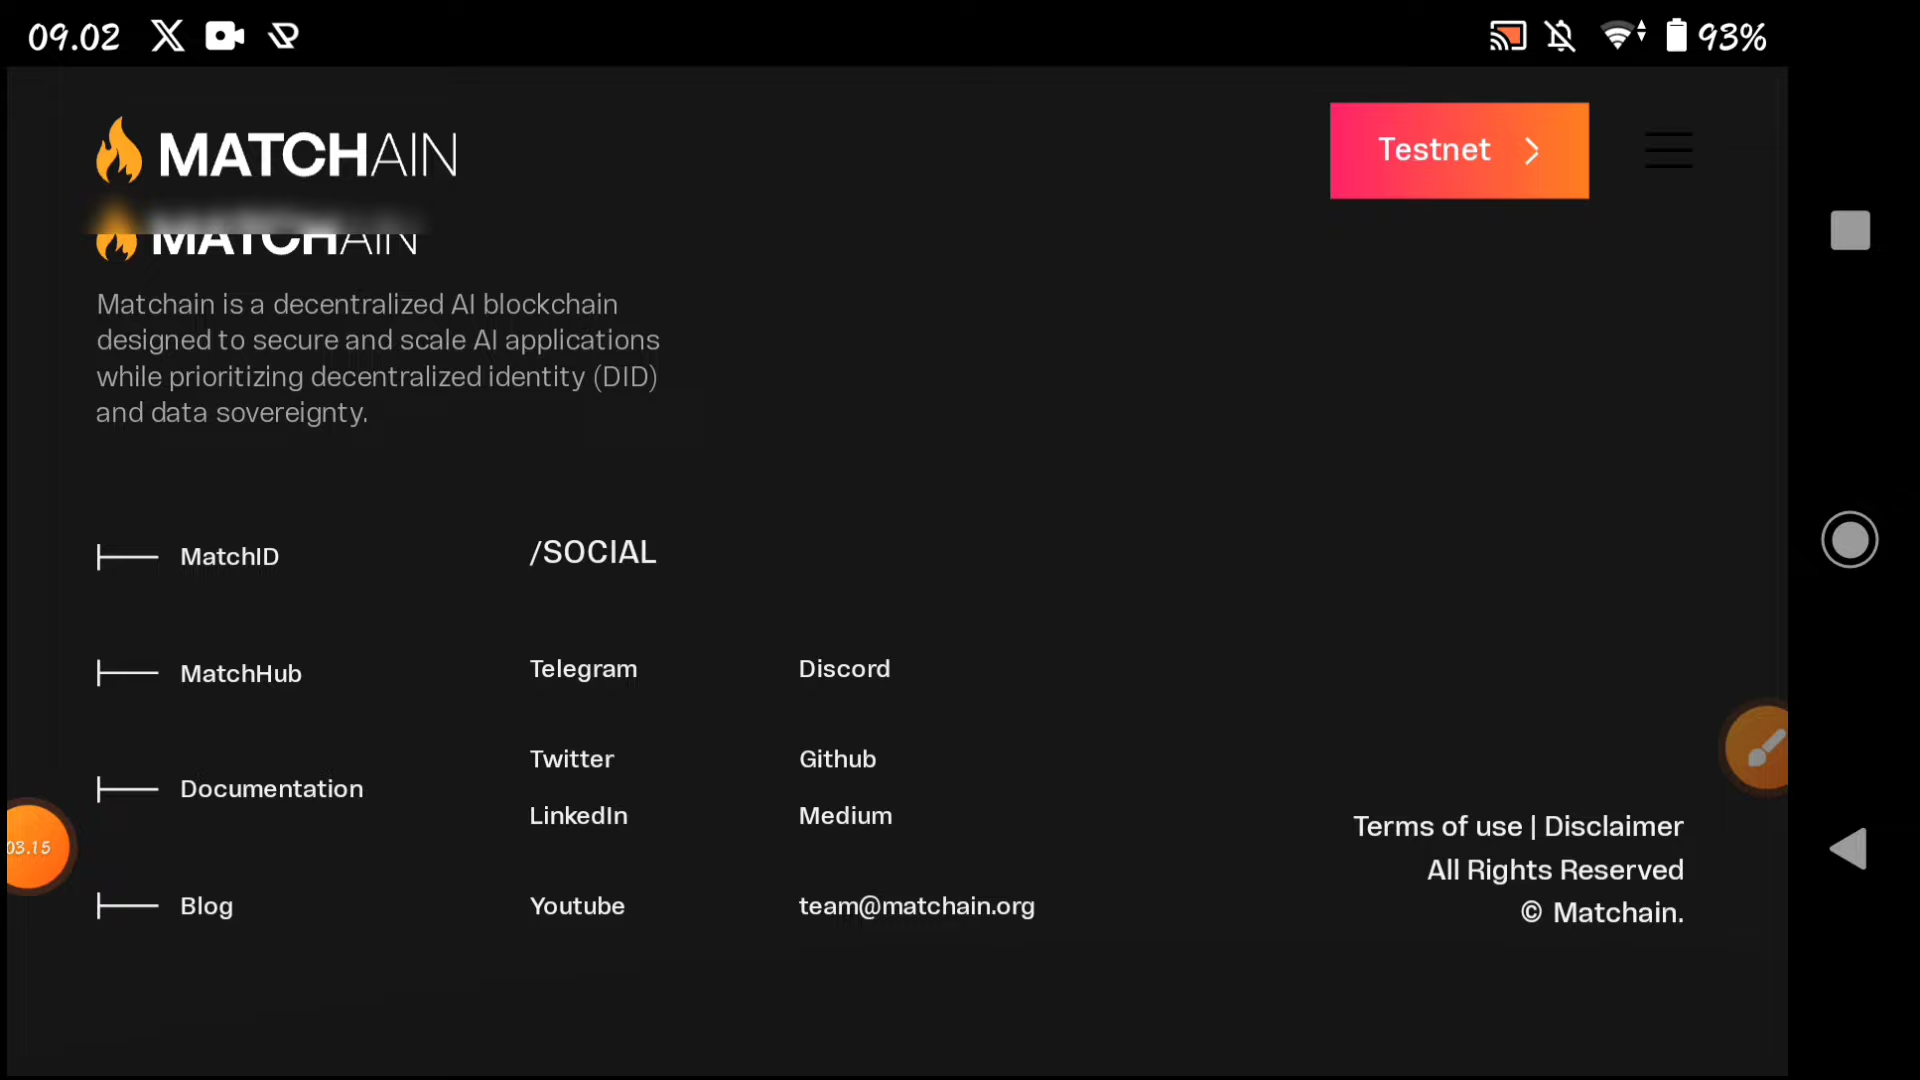 09.02
93%
MATCHAIN
Testnet
MATCHAIN
Matchain is a decentralized AI blockchain
designed to secure and scale AI applications
while prioritizing decentralized identity (DID)
and data sovereignty.
MatchID
MatchHub
Documentation
Blog
/SOCIAL
Telegram
Discord
Twitter
Github
LinkedIn
Medium
Youtube
team@matchain.org
03.15
Terms of use | Disclaimer
All Rights Reserved
© Matchain.